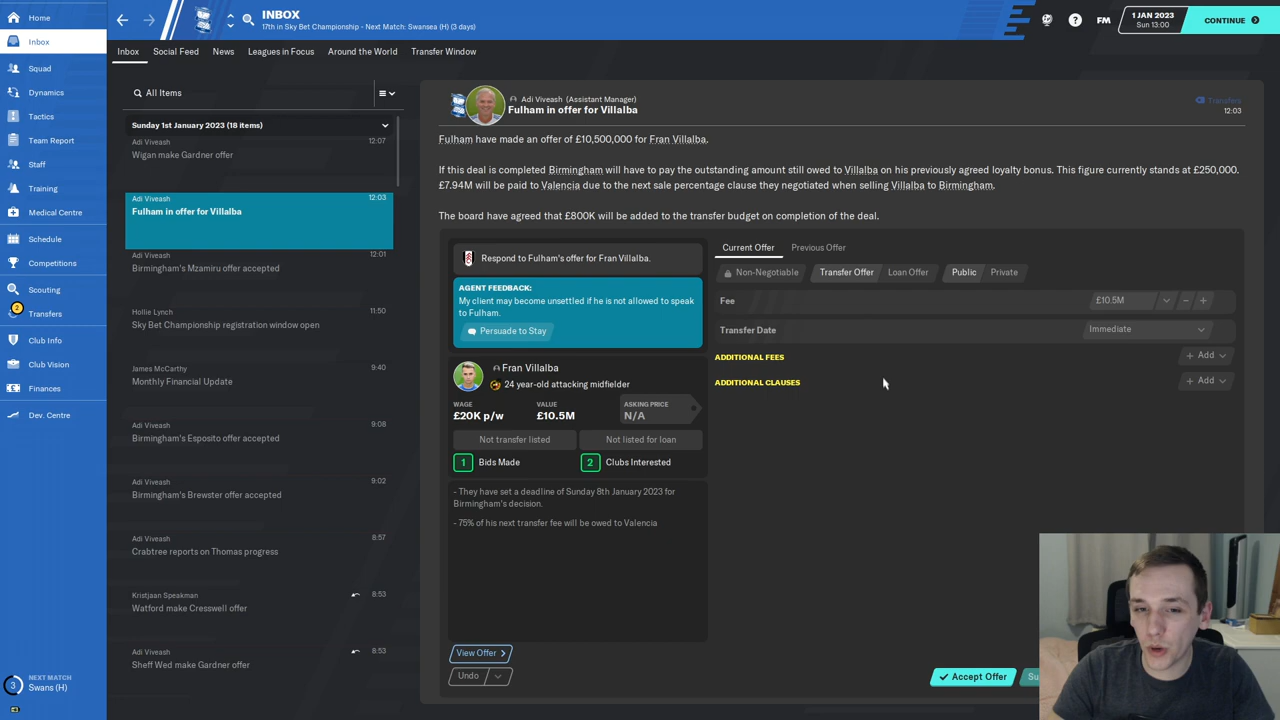 Home
INBOX
17th in Sky Bet Championship - Next Match: Swansea (H) (3 days)
FM
1 JAN 2023
Sun 13:00
CONTINUE
Inbox
Squad
Dynamics
Tactics
Team Report
Staff
Training
Medical Centre
Schedule
Competitions
Scouting
2
Transfers
Club Info
Club Vision
Finances
Dev. Centre
3
NEXT MATCH
Swans (H)
Inbox
Social Feed
News
Leagues in Focus
Around the World
Transfer Window
All Items
Sunday 1st January 2023 (18 items)
Adi Viveash 12:07
Wigan make Gardner offer
Adi Viveash 12:03
Fulham in offer for Villalba
Adi Viveash 12:01
Birmingham's Mzamiru offer accepted
Hollie Lynch 11:50
Sky Bet Championship registration window open
James McCarthy 9:40
Monthly Financial Update
Adi Viveash 9:08
Birmingham's Esposito offer accepted
Adi Viveash 9:02
Birmingham's Brewster offer accepted
Adi Viveash 8:57
Crabtree reports on Thomas progress
Kristjaan Speakman 8:53
Watford make Cresswell offer
Adi Viveash 8:53
Sheff Wed make Gardner offer
Adi Viveash (Assistant Manager)
Fulham in offer for Villalba
Transfers
12:03
Fulham have made an offer of £10,500,000 for Fran Villalba.
If this deal is completed Birmingham will have to pay the outstanding amount still owed to Villalba on his previously agreed loyalty bonus. This figure currently stands at £250,000.
£7.94M will be paid to Valencia due to the next sale percentage clause they negotiated when selling Villalba to Birmingham.
The board have agreed that £800K will be added to the transfer budget on completion of the deal.
Respond to Fulham's offer for Fran Villalba.
AGENT FEEDBACK:
My client may become unsettled if he is not allowed to speak
to Fulham.
Persuade to Stay
Fran Villalba
24 year-old attacking midfielder
WAGE VALUE ASKING PRICE
£20K p/w £10.5M N/A
Not transfer listed Not listed for loan
1 Bids Made 2 Clubs Interested
- They have set a deadline of Sunday 8th January 2023 for
Birmingham's decision.
- 75% of his next transfer fee will be owed to Valencia
View Offer
Undo
Current Offer Previous Offer
Non-Negotiable Transfer Offer Loan Offer Public Private
Fee £10.5M
Transfer Date Immediate
ADDITIONAL FEES Add
ADDITIONAL CLAUSES Add
Accept Offer